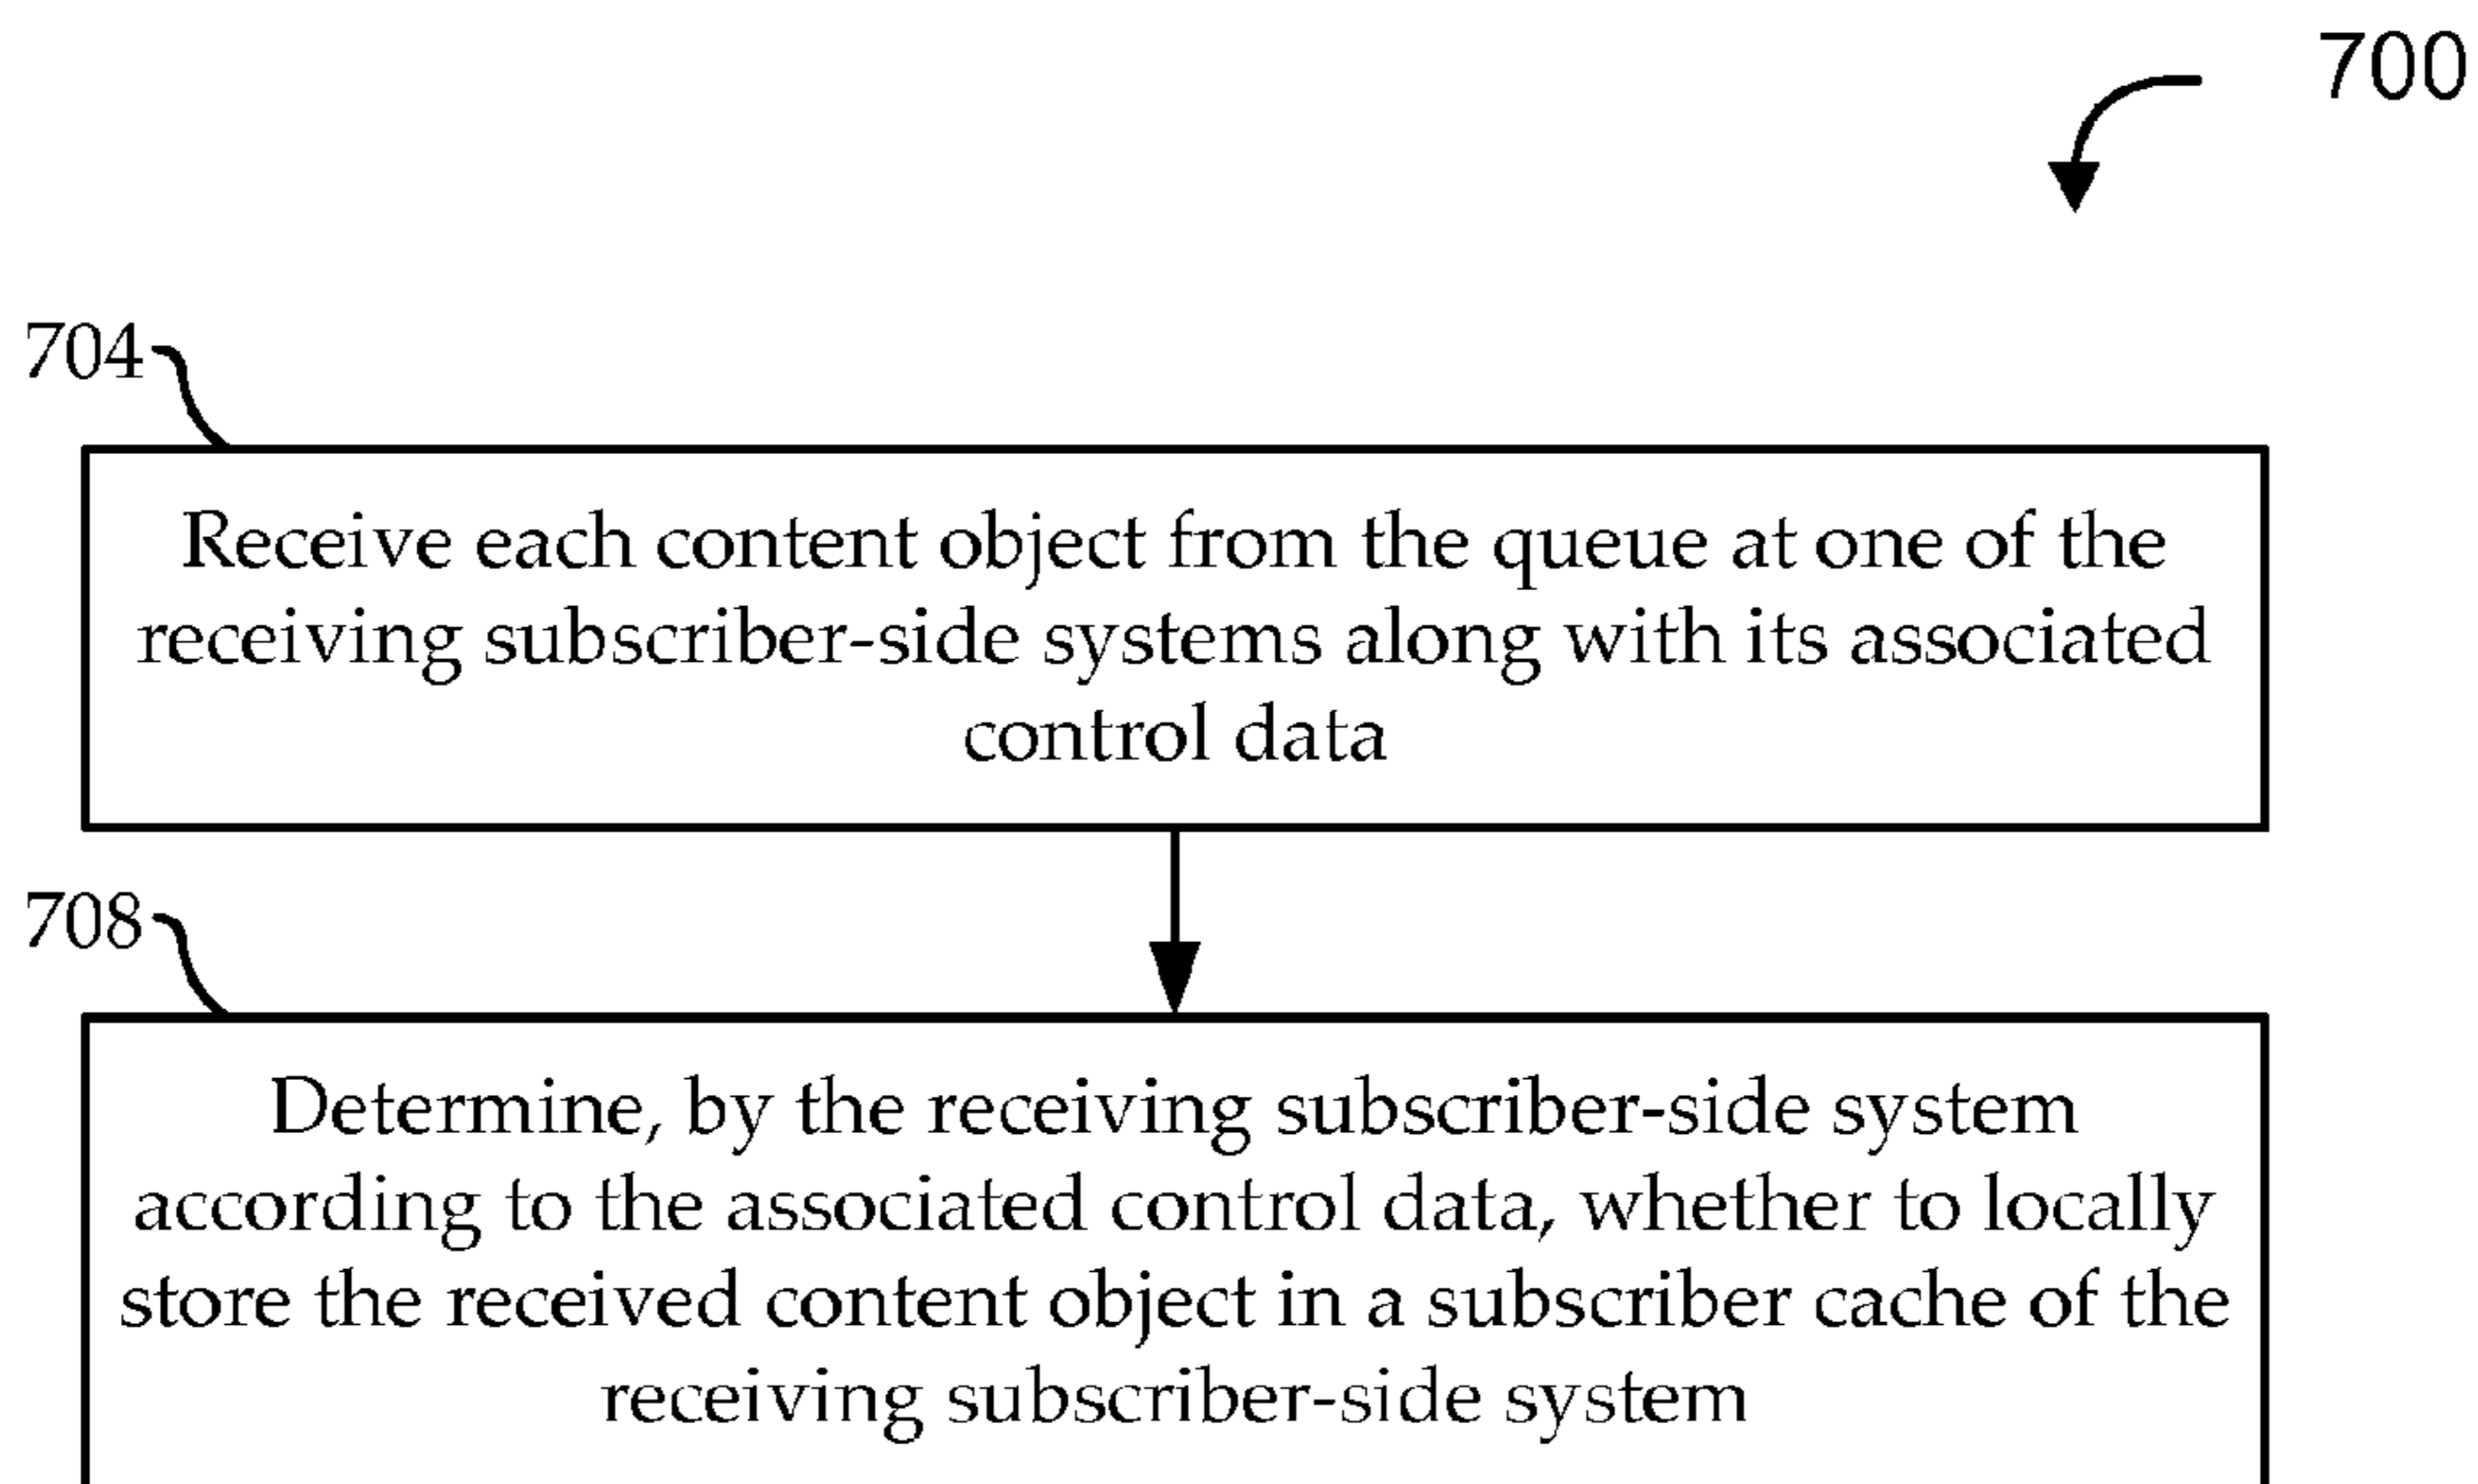 700
704
Receive each content object from the queue at one of the
receiving subscriber-side systems along with its associated
control data
708
Determine, by the receiving subscriber-side system
according to the associated control data, whether to locally
store the received content object in a subscriber cache of the
receiving subscriber-side system